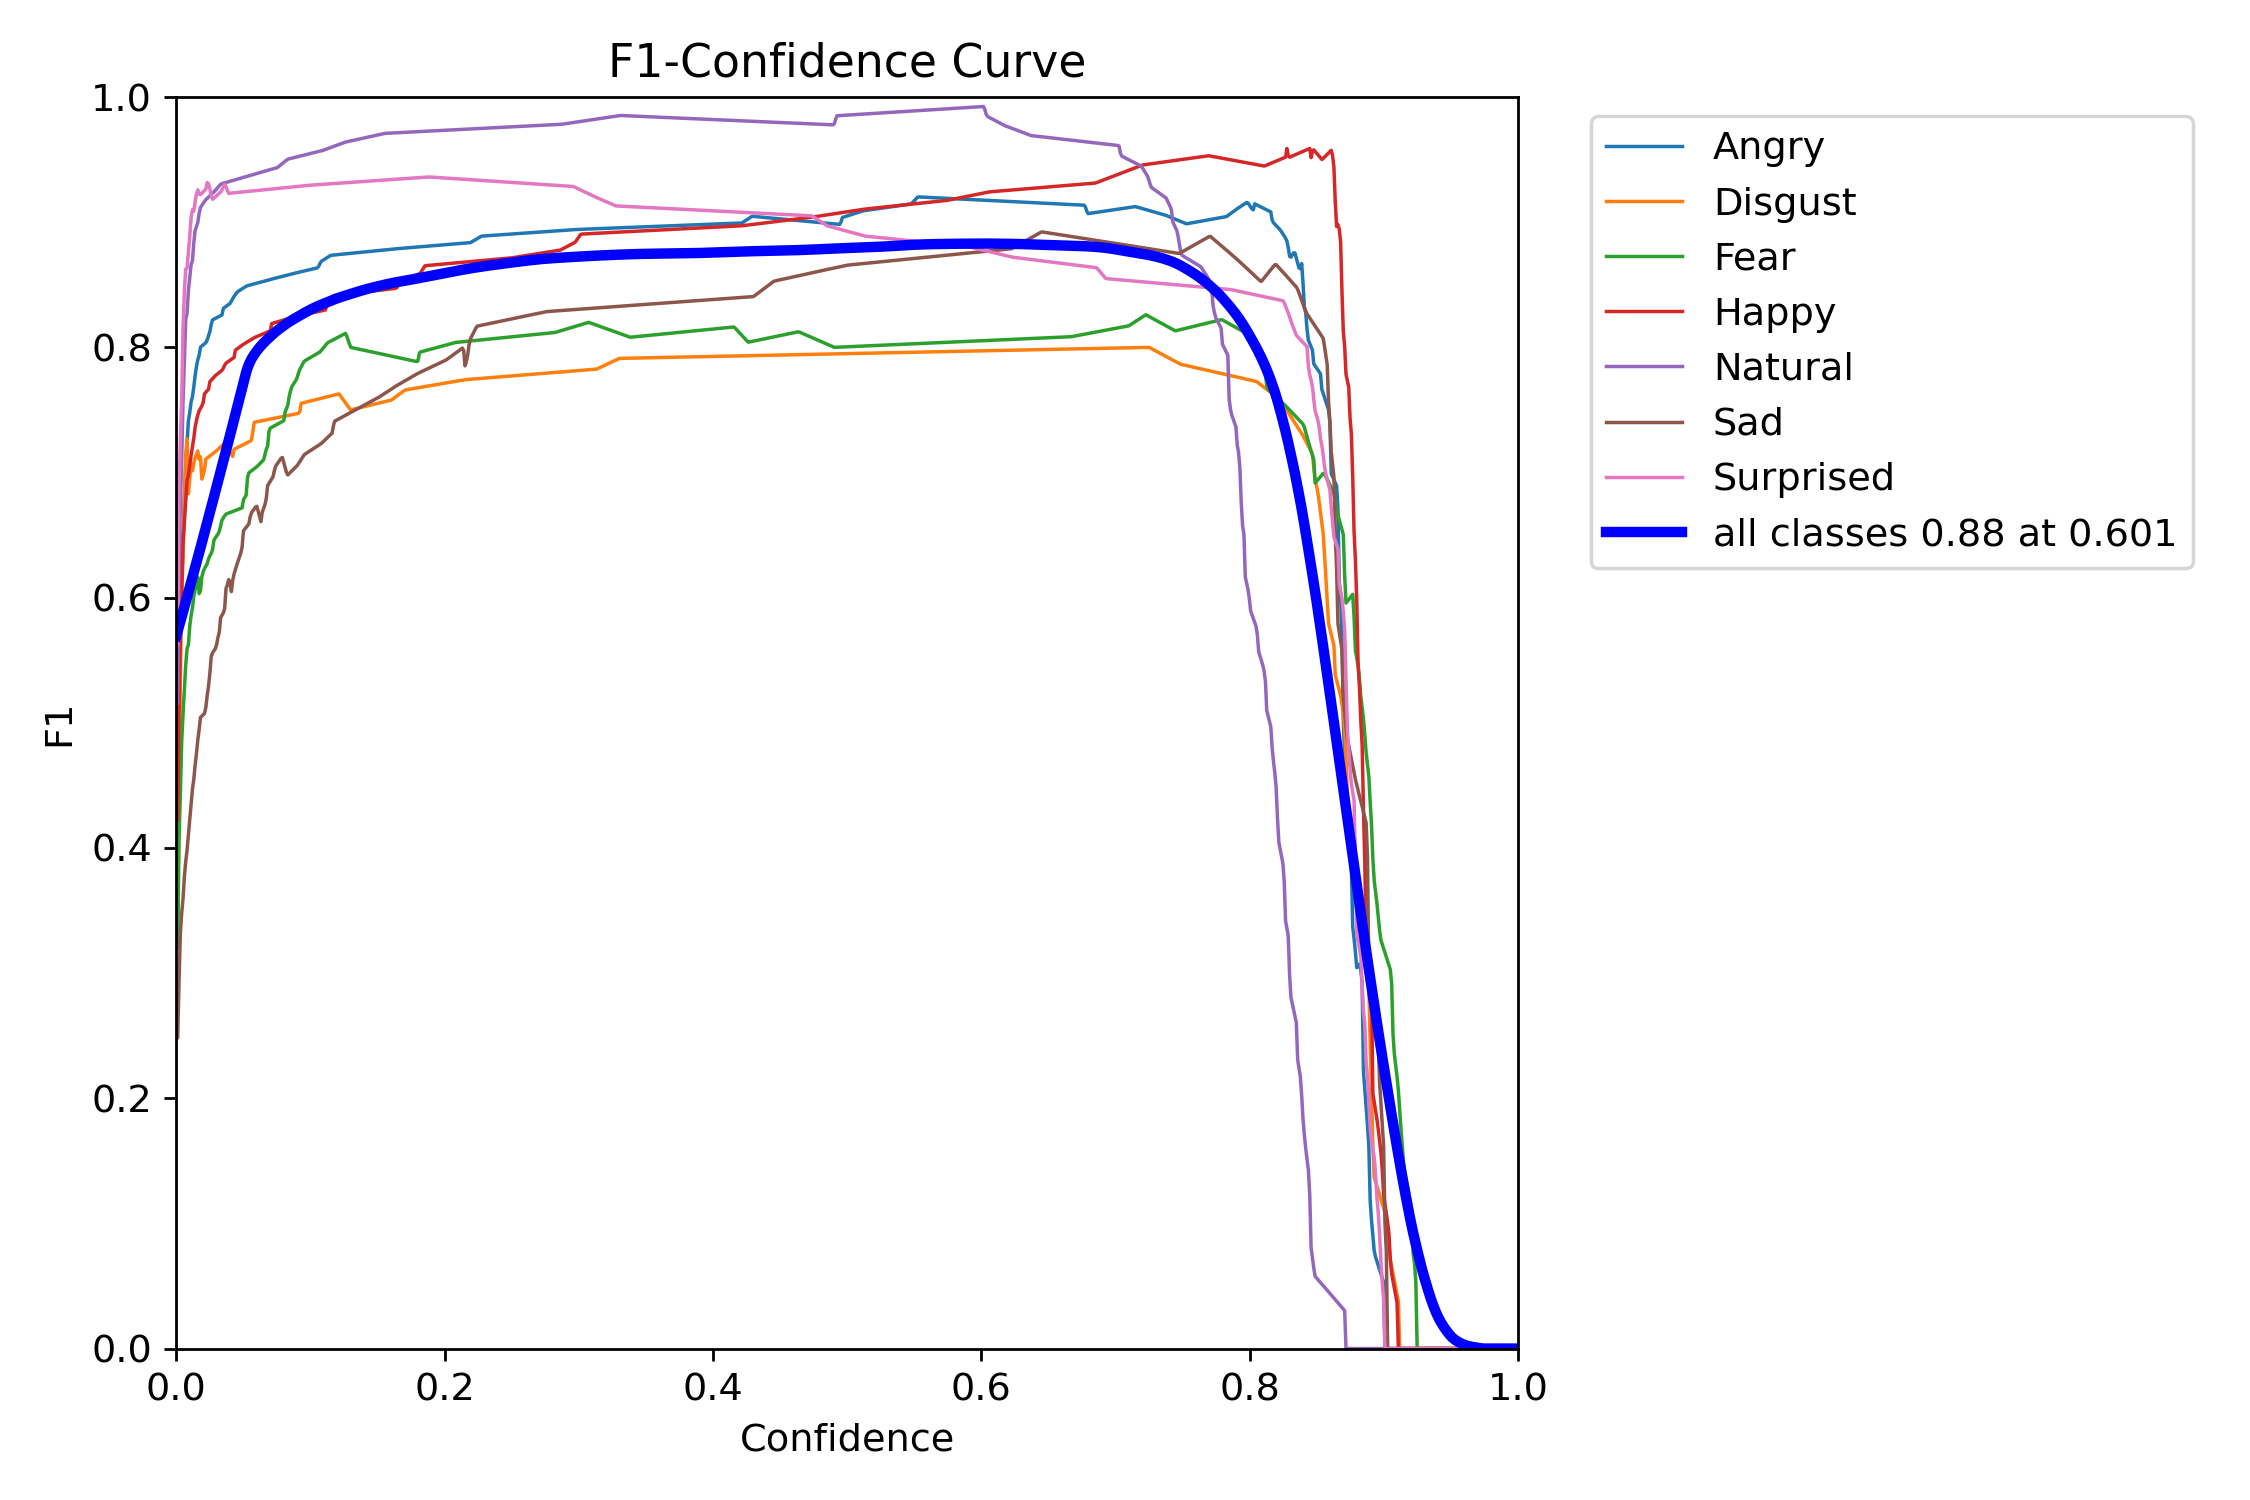 F1-Confidence Curve
1.0
0.8
0.6
0.4
0.2
0.0
F1
0.0 0.2 0.4 0.6 0.8 1.0
Confidence
Angry
Disgust
Fear
Happy
Natural
Sad
Surprised
all classes 0.88 at 0.601